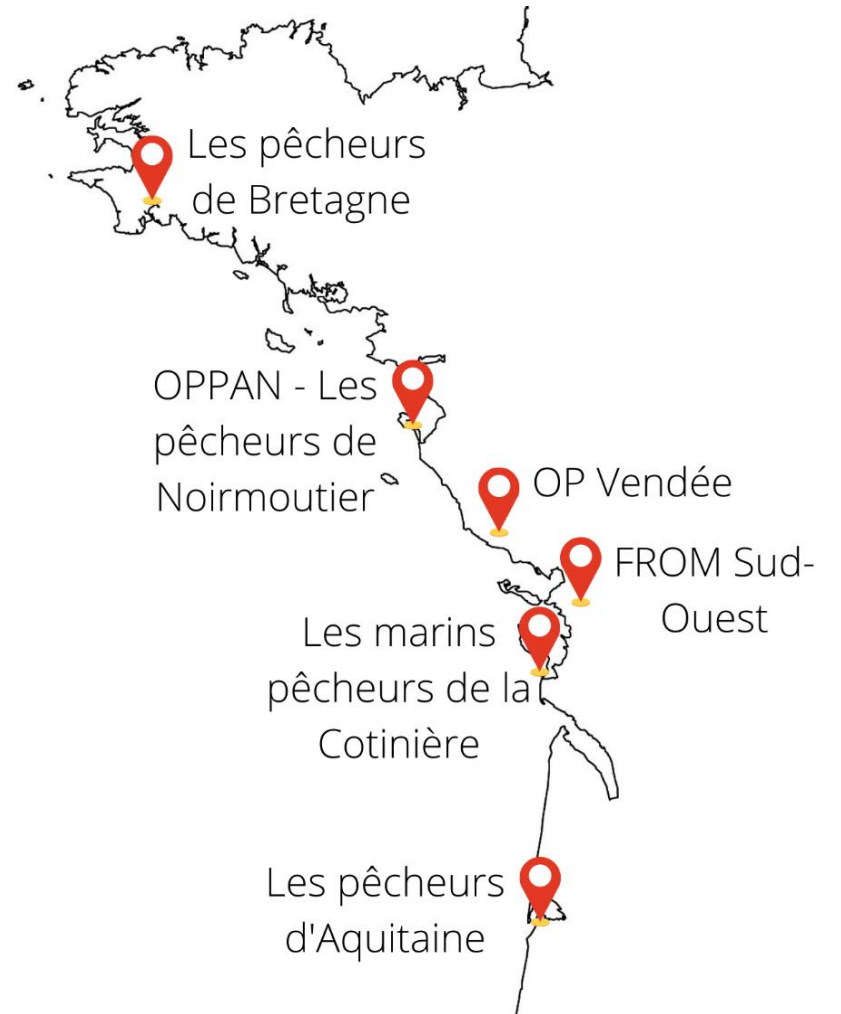 Les pêcheurs
de Bretagne
OPPAN - Les
pêcheurs de
Noirmoutier
OP Vendée
FROM Sud-
Ouest
Les marins
pêcheurs de la
Cotinière
Les pêcheurs
d'Aquitaine